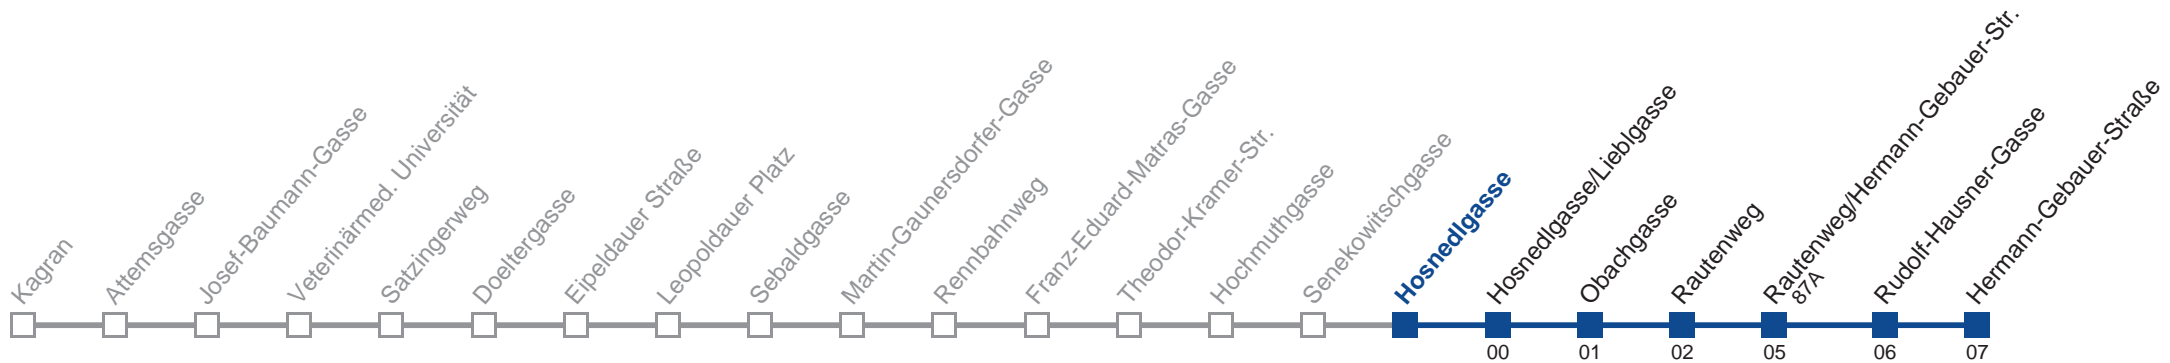 Kagran
Attemsgasse
Josef-Baumann-Gasse
Veterinärmed. Universität
Satzingerweg
Doeltergasse
Eipeldauer Straße
Leopoldauer Platz
Sebaldgasse
Martin-Gaunersdorfer-Gasse
Rennbahnweg
Franz-Eduard-Matras-Gasse
Theodor-Kramer-Str.
Hochmuthgasse
Senekowitschgasse
Hosnedlgasse
Hosnedlgasse/Lieblgasse
Obachgasse
Rautenweg
Rautenweg/Hermann-Gebauer-Str.
87A
Rudolf-Hausner-Gasse
Hermann-Gebauer-Straße
00 01 02 05 06 07